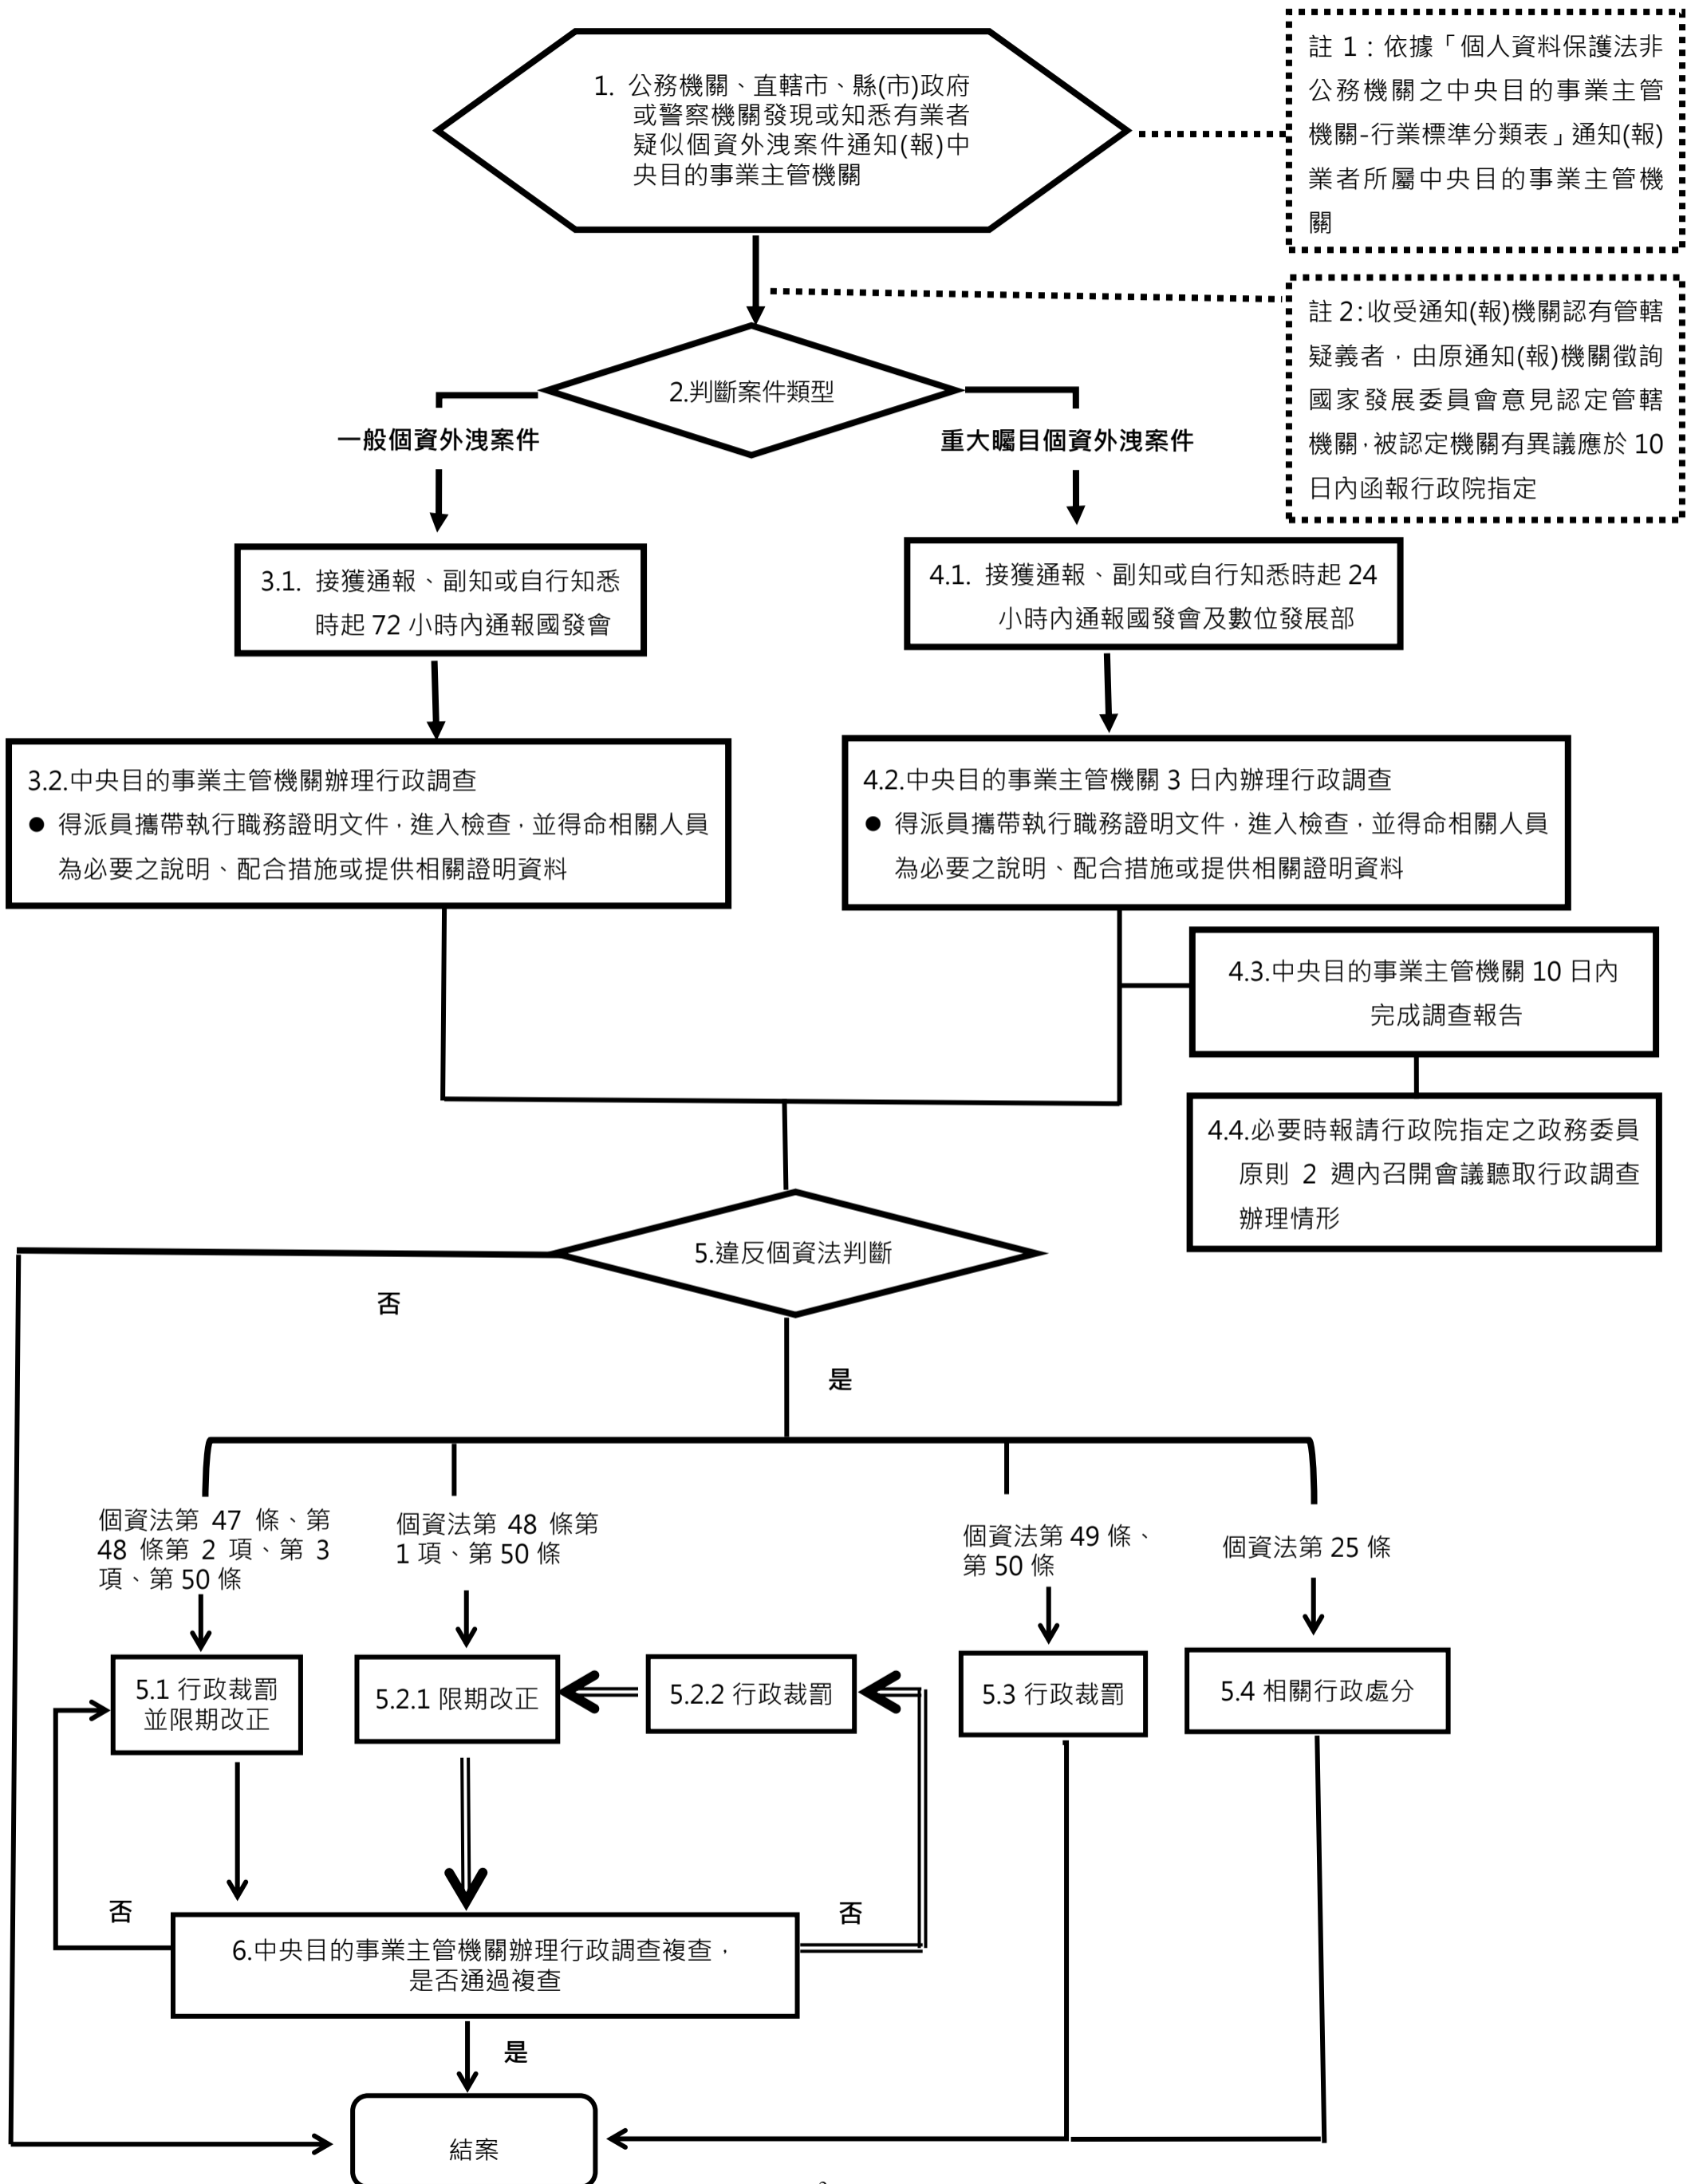 1. 公務機關、直轄市、縣(市)政府
或警察機關發現或知悉有業者
疑似個資外洩案件通知(報)中
央目的事業主管機關
註 1：依據「個人資料保護法非
公務機關之中央目的事業主管
機關-行業標準分類表」通知(報)
業者所屬中央目的事業主管機
關
註 2：收受通知(報)機關認有管轄
疑義者，由原通知(報)機關徵詢
國家發展委員會意見認定管轄
機關，被認定機關有異議應於 10
日內函報行政院指定
2.判斷案件類型
一般個資外洩案件
重大矚目個資外洩案件
3.1. 接獲通報、副知或自行知悉
時起 72 小時內通報國發會
4.1. 接獲通報、副知或自行知悉時起 24
小時內通報國發會及數位發展部
3.2.中央目的事業主管機關辦理行政調查
● 得派員攜帶執行職務證明文件，進入檢查，並得命相關人員
為必要之說明、配合措施或提供相關證明資料
4.2.中央目的事業主管機關 3 日內辦理行政調查
● 得派員攜帶執行職務證明文件，進入檢查，並得命相關人員
為必要之說明、配合措施或提供相關證明資料
4.3.中央目的事業主管機關 10 日內
完成調查報告
4.4.必要時報請行政院指定之政務委員
原則 2 週內召開會議聽取行政調查
辦理情形
5.違反個資法判斷
否
是
個資法第 47 條、第
48 條第 2 項、第 3
項、第 50 條
個資法第 48 條第
1 項、第 50 條
個資法第 49 條、
第 50 條
個資法第 25 條
5.1 行政裁罰
並限期改正
5.2.1 限期改正
5.2.2 行政裁罰
5.3 行政裁罰
5.4 相關行政處分
否
否
6.中央目的事業主管機關辦理行政調查複查，
是否通過複查
是
結案